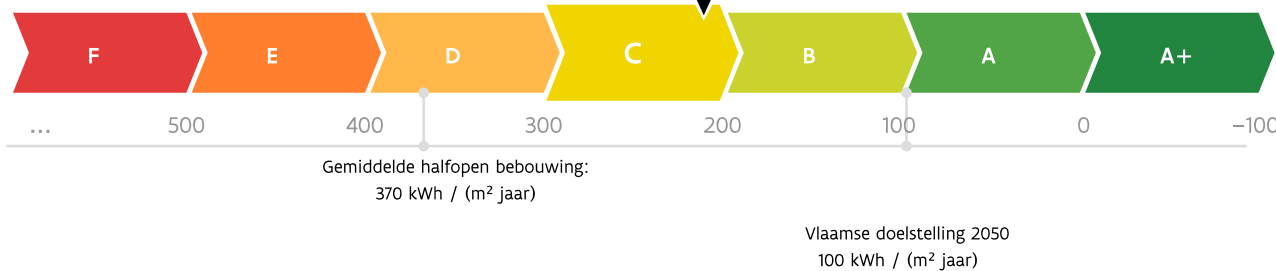 F E D C B A A+
... 500 400 300 200 100 0 −100
Gemiddelde halfopen bebouwing:
370 kWh / (m² jaar)
Vlaamse doelstelling 2050
100 kWh / (m² jaar)